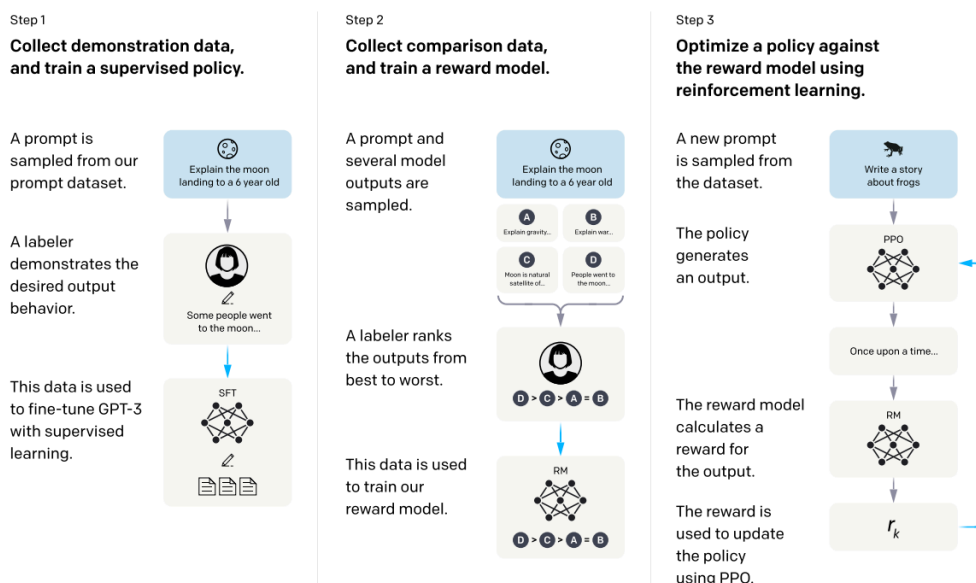 Step 1
Collect demonstration data,
and train a supervised policy.
A prompt is
sampled from our
prompt dataset.
Explain the moon
landing to a 6 year old
A labeler
demonstrates the
desired output
behavior.
Some people went
to the moon...
This data is used
to fine-tune GPT-3
with supervised
learning.
SFT
Step 2
Collect comparison data,
and train a reward model.
A prompt and
several model
outputs are
sampled.
Explain the moon
landing to a 6 year old
A
Explain gravity...
B
Explain war...
C
Moon is natural
satellite of...
D
People went to
the moon...
A labeler ranks
the outputs from
best to worst.
D > C > A = B
This data is used
to train our
reward model.
RM
D > C > A = B
Step 3
Optimize a policy against
the reward model using
reinforcement learning.
A new prompt
is sampled from
the dataset.
Write a story
about frogs
The policy
generates
an output.
PPO
Once upon a time...
The reward model
calculates a
reward for
the output.
RM
The reward is
used to update
the policy
using PPO.
r_k